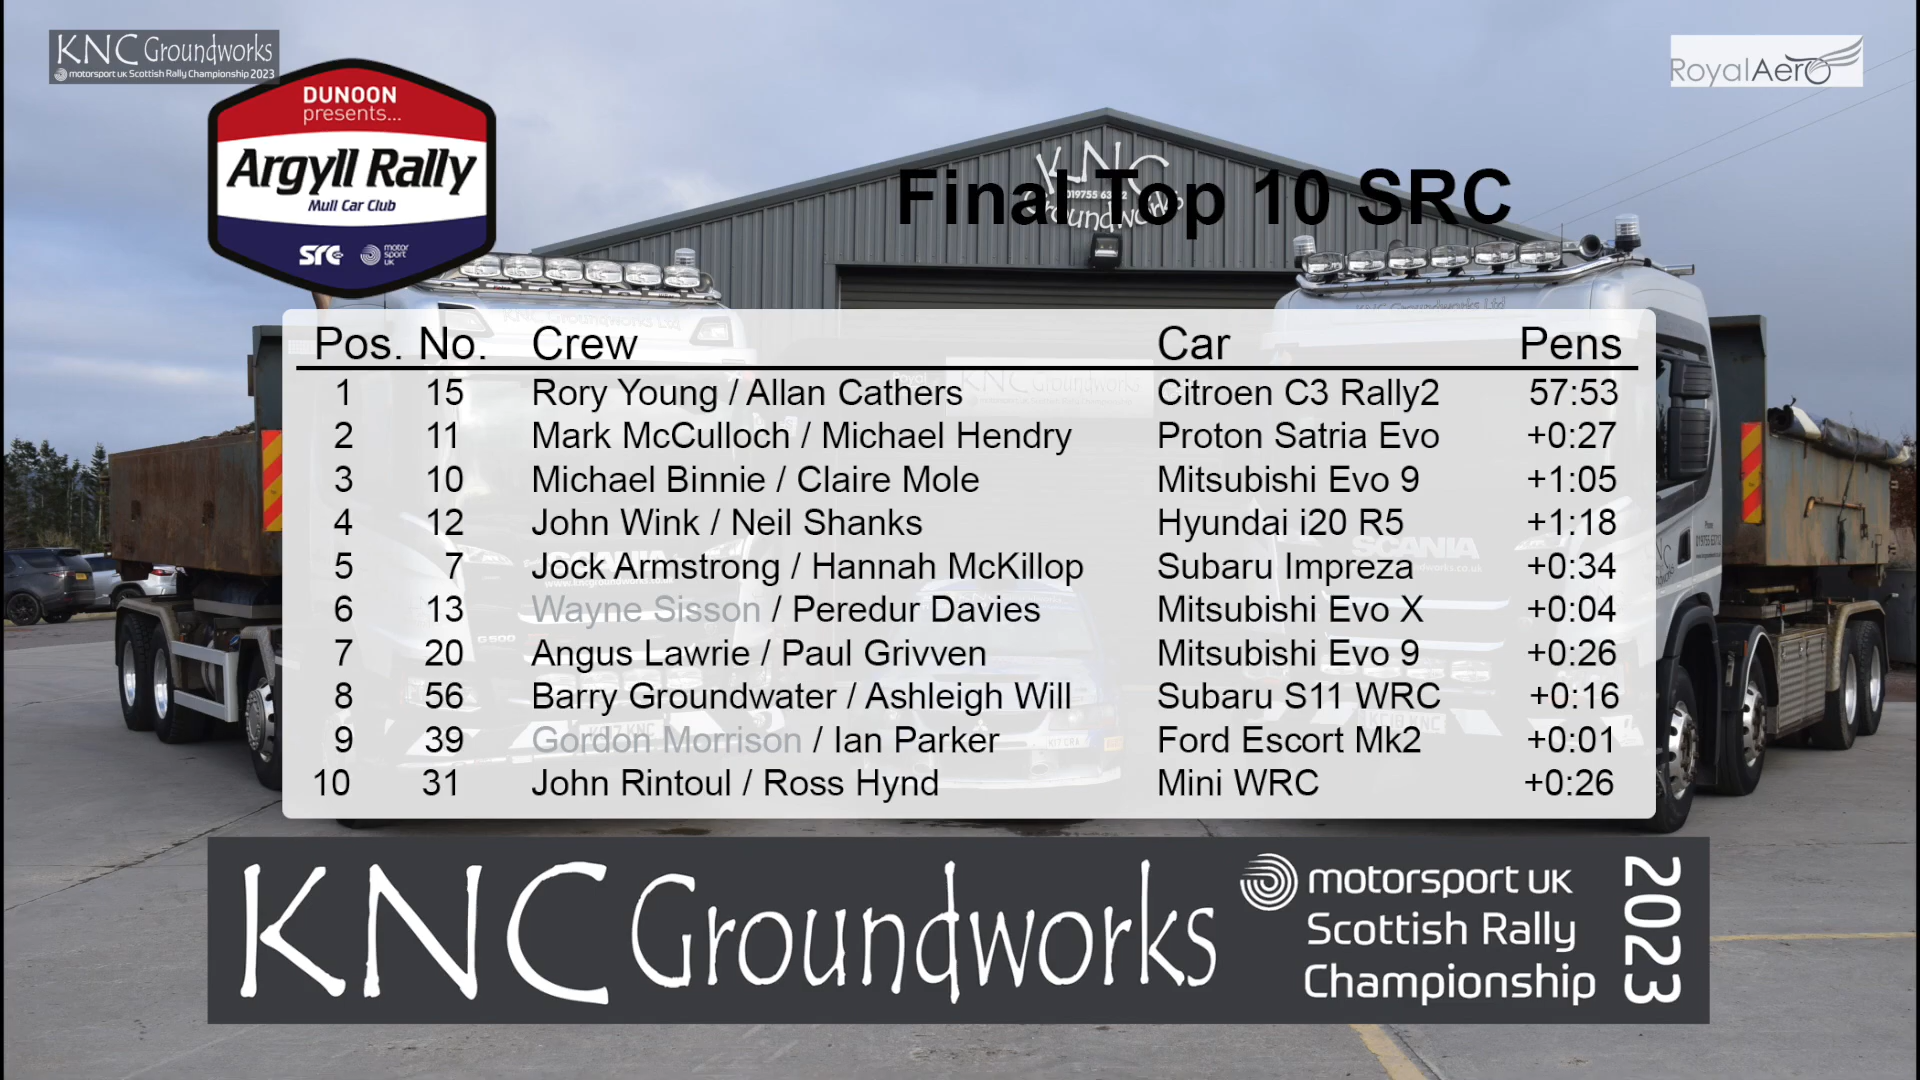 KNC Groundworks
motorsport uk Scottish Rally Championship 2023
RoyalAero
DUNOON
presents...
Argyll Rally
Mull Car Club
SRC motor sport uk
KNC
Groundworks
Final Top 10 SRC
Pos. No. Crew Car Pens
1 15 Rory Young / Allan Cathers Citroen C3 Rally2 57:53
2 11 Mark McCulloch / Michael Hendry Proton Satria Evo +0:27
3 10 Michael Binnie / Claire Mole Mitsubishi Evo 9 +1:05
4 12 John Wink / Neil Shanks Hyundai i20 R5 +1:18
5 7 Jock Armstrong / Hannah McKillop Subaru Impreza +0:34
6 13 Wayne Sisson / Peredur Davies Mitsubishi Evo X +0:04
7 20 Angus Lawrie / Paul Grivven Mitsubishi Evo 9 +0:26
8 56 Barry Groundwater / Ashleigh Will Subaru S11 WRC +0:16
9 39 Gordon Morrison / Ian Parker Ford Escort Mk2 +0:01
10 31 John Rintoul / Ross Hynd Mini WRC +0:26
SCANIA
SCANIA
G500
KNC Groundworks
motorsport UK
Scottish Rally
Championship
2023